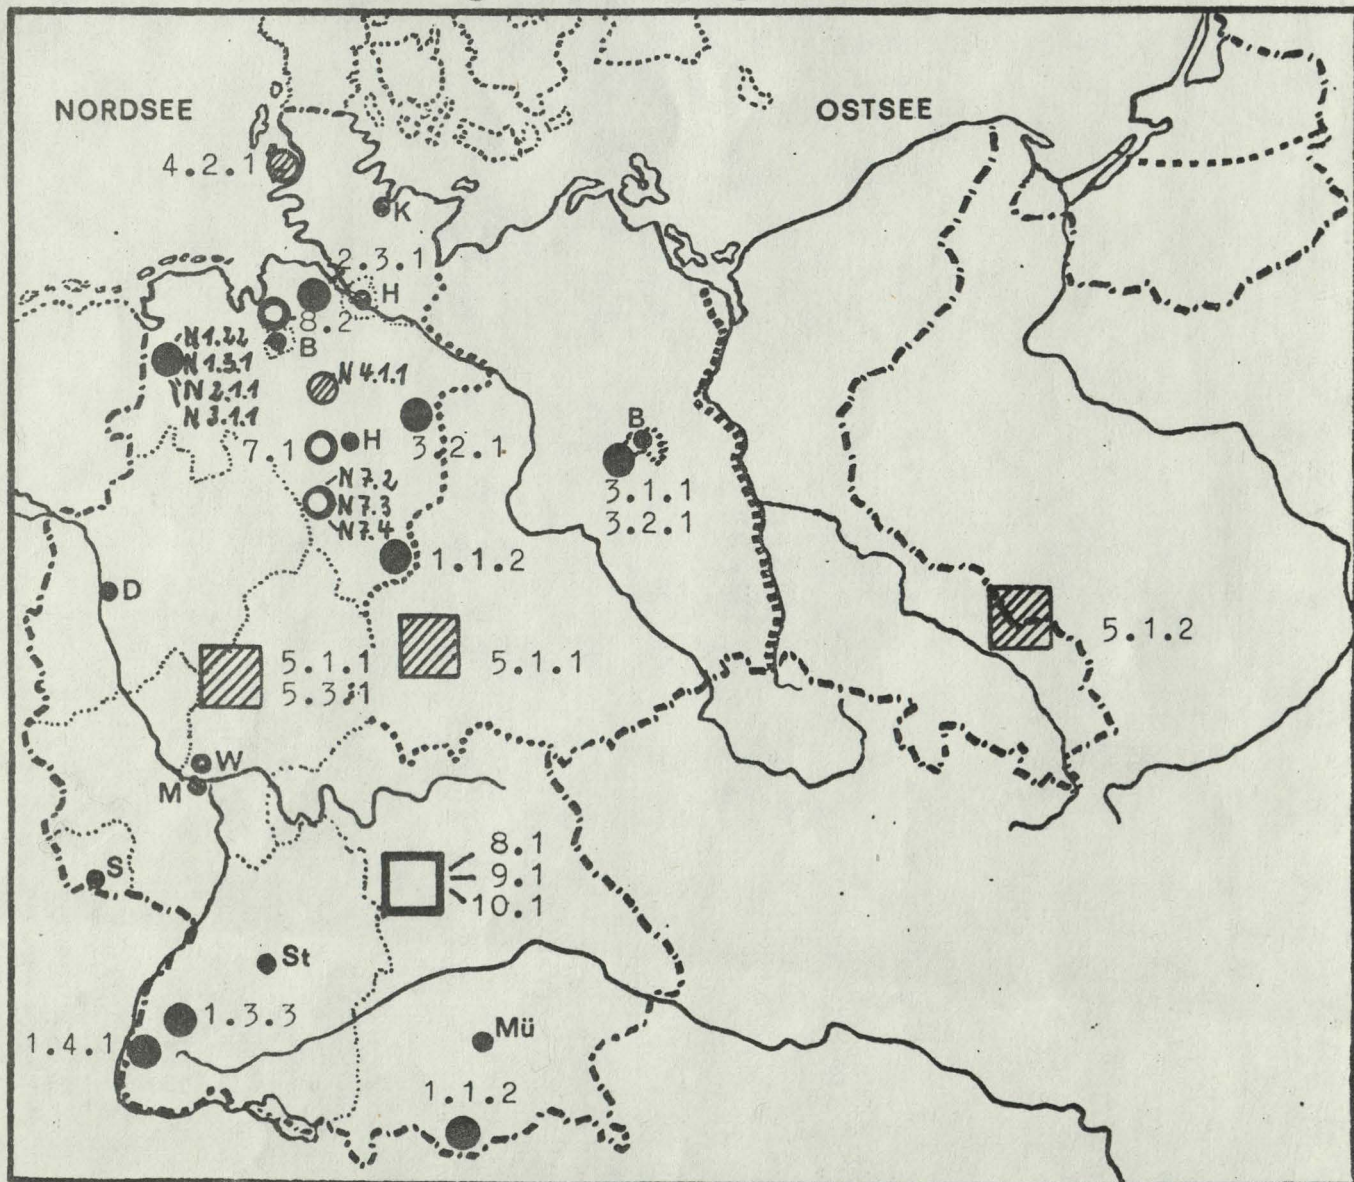 NORDSEE
OSTSEE
4.2.1
K
2.3.1
H
8.2
B
N 1.2.2
N 1.3.1
N 2.1.1
N 3.1.1
N 4.1.1
B
7.1
H
3.2.1
N 7.2
N 7.3
N 7.4
3.1.1
3.2.1
1.1.2
D
5.1.1
5.3.1
5.1.1
5.1.2
W
M
8.1
9.1
10.1
S
St
1.3.3
1.4.1
Mü
1.1.2